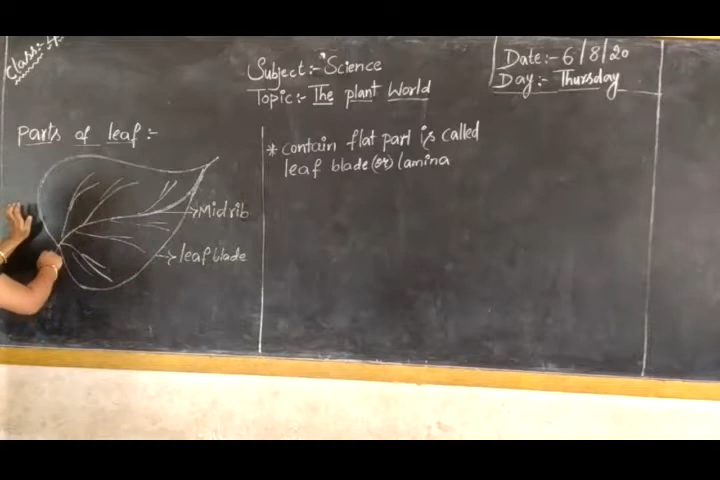 Class:- 4
Subject:- Science
Topic:- The plant World
Date:- 6/8/20
Day:- Thursday
Parts of leaf:-
Midrib
leaf blade
* contain flat part is called
leaf blade (or) lamina